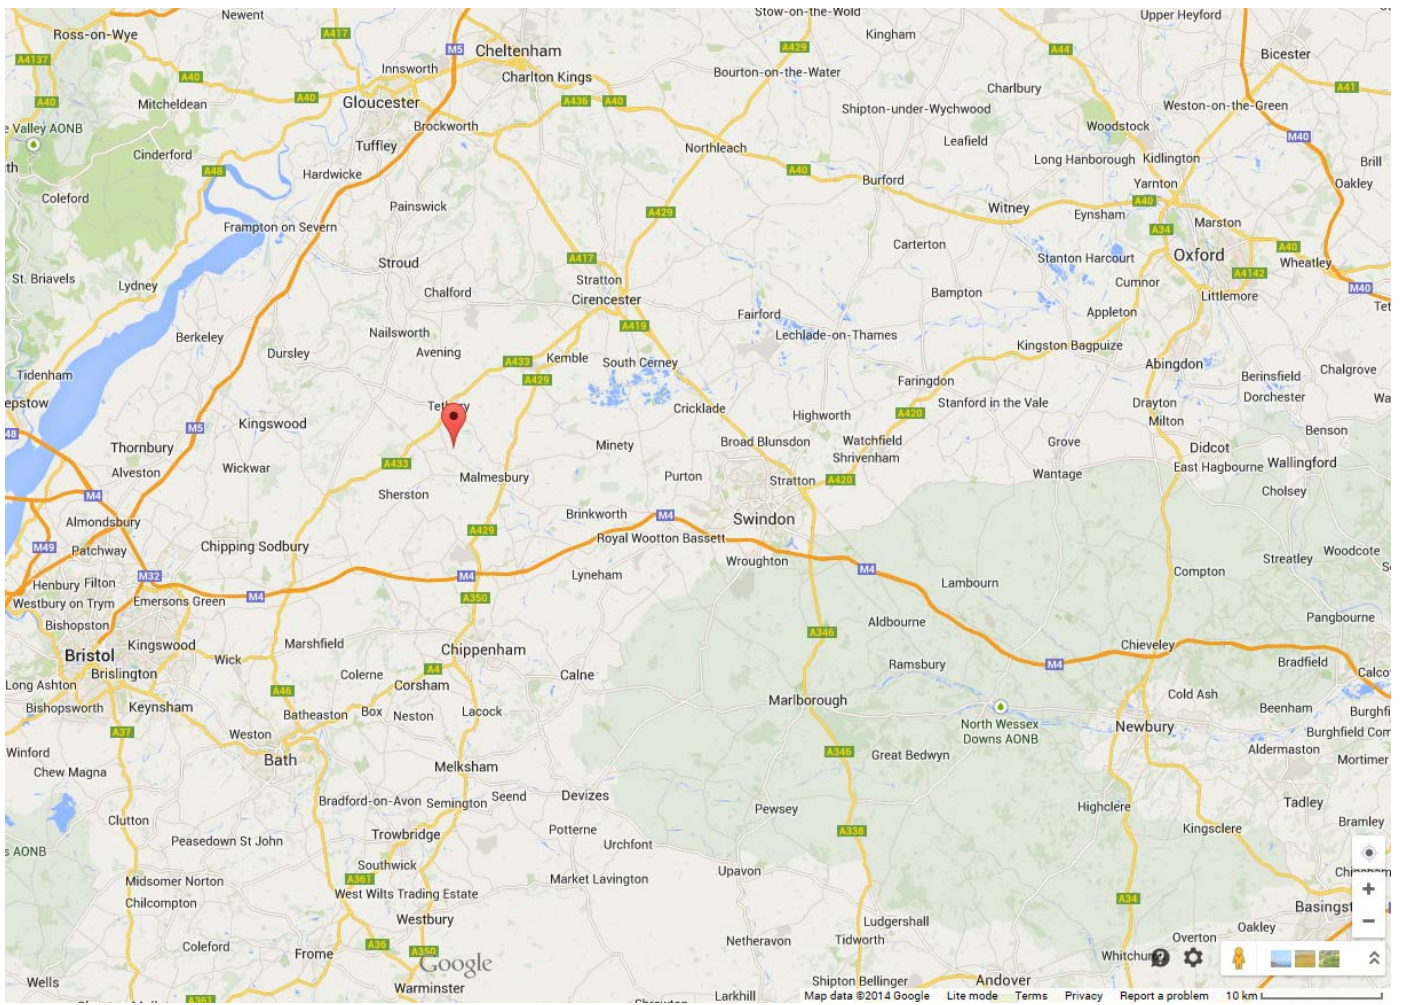 Newent
Stow-on-the-Wold
Upper Heyford
Ross-on-Wye
A417
Kingham
M5
Cheltenham
A429
A44
Bicester
A4137
Innsworth
Charlton Kings
Bourton-on-the-Water
A40
Charlbury
A41
A40
Mitcheldean
A40
Gloucester
A436
A40
Shipton-under-Wychwood
Weston-on-the-Green
e Valley AONB
Brockworth
Woodstock
M40
Cinderford
Tuffley
Northleach
Leafield
Long Hanborough
Kidlington
Brill
th
A48
Hardwicke
A40
Burford
Yarnton
Oakley
Coleford
Painswick
A429
Witney
Eynsham
A40
Marston
Frampton on Severn
A34
Carterton
A40
Stroud
A417
Stanton Harcourt
Oxford
Wheatley
St. Briavels
Lydney
Stratton
Cumnor
A4142
Chalford
Cirencester
Bampton
Littlemore
M40
Fairford
Appleton
Tet
Berkeley
Nailsworth
A419
Lechlade-on-Thames
Dursley
Avening
A433
Kemble
South Cerney
Kingston Bagpuize
Abingdon
Tidenham
A429
Faringdon
Berinsfield
Chalgrove
epstow
Cricklade
Highworth
A420
Stanford in the Vale
Drayton
Dorchester
Wa
48
M5
Kingswood
Milton
Benson
Thornbury
Minety
Broad Blunsdon
Watchfield
Grove
Didcot
Alveston
Wickwar
A433
Shrivenham
Wantage
East Hagbourne
Wallingford
M4
Sherston
Malmesbury
Purton
Stratton
A420
Cholsey
Almondsbury
Brinkworth
M4
Swindon
A429
M49
Patchway
Chipping Sodbury
Royal Wootton Bassett
Woodcote
Streatley
Henbury
Filton
M32
M4
M4
Lyneham
Wroughton
M4
Lambourn
Compton
Westbury on Trym
Emersons Green
A350
Bishopston
Aldbourne
Pangbourne
Kingswood
Marshfield
A346
Chieveley
Bristol
Wick
Chippenham
Ramsbury
M4
Bradfield
Brislington
Colerne
A4
Calne
Calco
Long Ashton
A46
Corsham
Marlborough
Cold Ash
Bishopsworth
Keynsham
Batheaston
Box
Neston
Lacock
North Wessex
Downs AONB
Newbury
Beenham
Burghfi
A37
Weston
Burghfield Com
Winford
Bath
A346
Great Bedwyn
Aldermaston
Mortimer
Chew Magna
Melksham
Bradford-on-Avon
Semington
Seend
Devizes
Pewsey
Highclere
Tadley
Clutton
Peasedown St John
Trowbridge
Potterne
A338
Kingsclere
Bramley
s AONB
Urchfont
Southwick
A361
Market Lavington
Upavon
Midsomer Norton
West Wilts Trading Estate
A34
Chilcompton
Westbury
Ludgershall
Basingst
Coleford
A36
A350
Netheravon
Tidworth
Overton
Oakley
Frome
Google
Wells
Warminster
Shipton Bellinger
Andover
A361
Larkhill
Map data ©2014 Google Lite mode Terms Privacy Report a problem 10 km